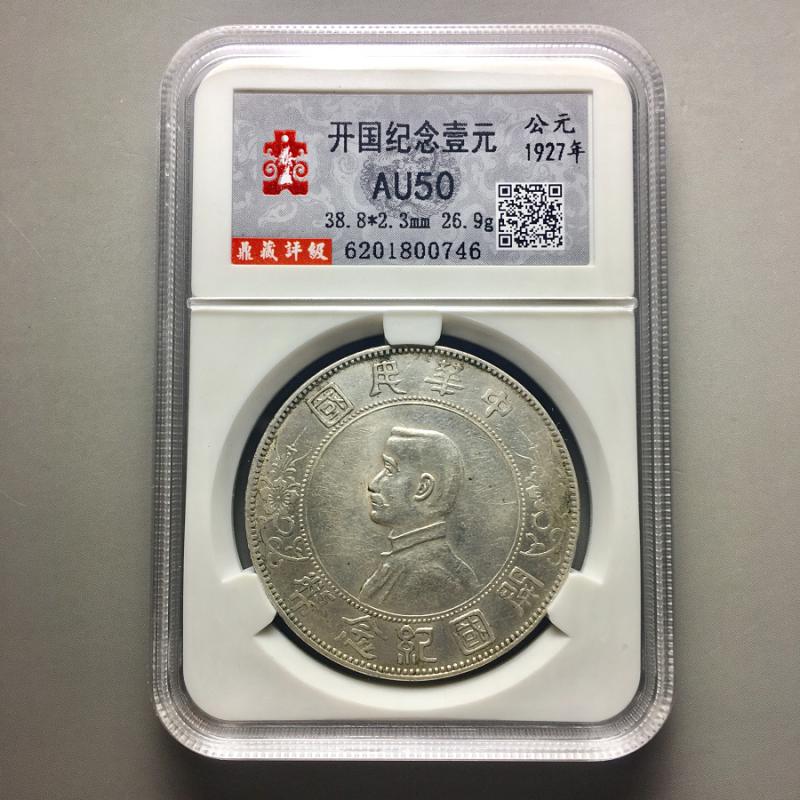 开国纪念壹元
公元
1927年
AU50
38.8*2.3mm 26.9g
鼎藏評級
6201800746
中華民國
開國紀念幣